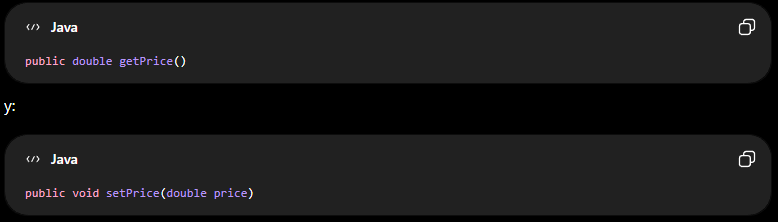 </> Java
public double getPrice()
y:
</> Java
public void setPrice(double price)